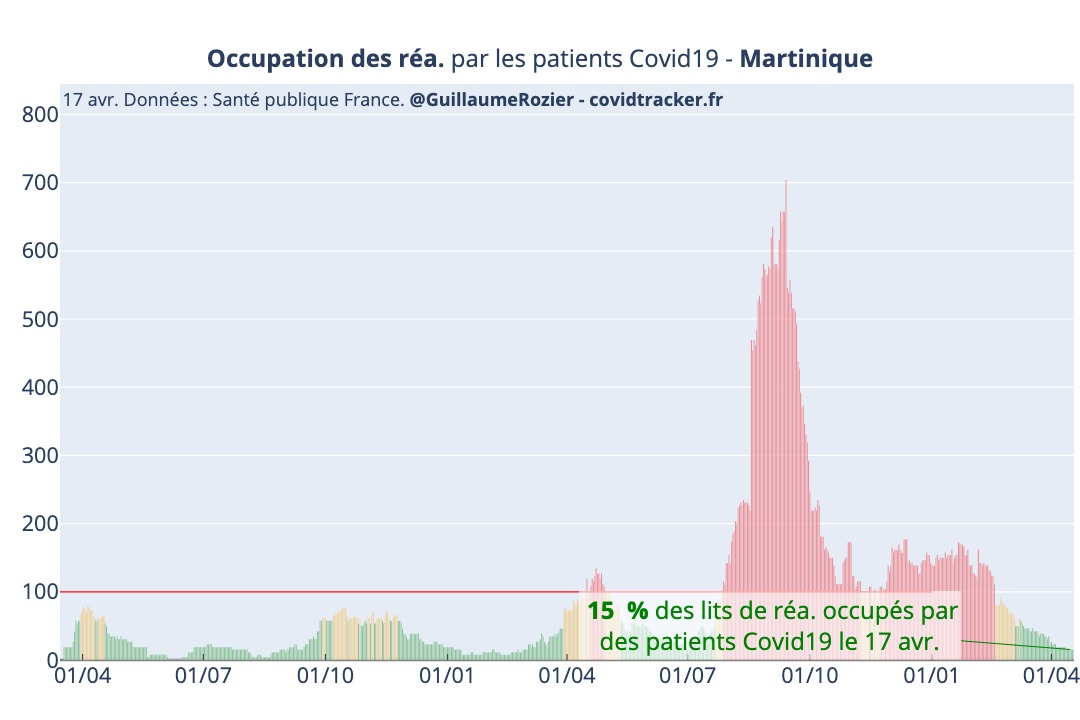 Occupation des réa. par les patients Covid19 - Martinique
17 avr. Données : Santé publique France. @GuillaumeRozier - covidtracker.fr
800
700
600
500
400
300
200
100
0
15 % des lits de réa. occupés par
des patients Covid19 le 17 avr.
01/04 01/07 01/10 01/01 01/04 01/07 01/10 01/01 01/04